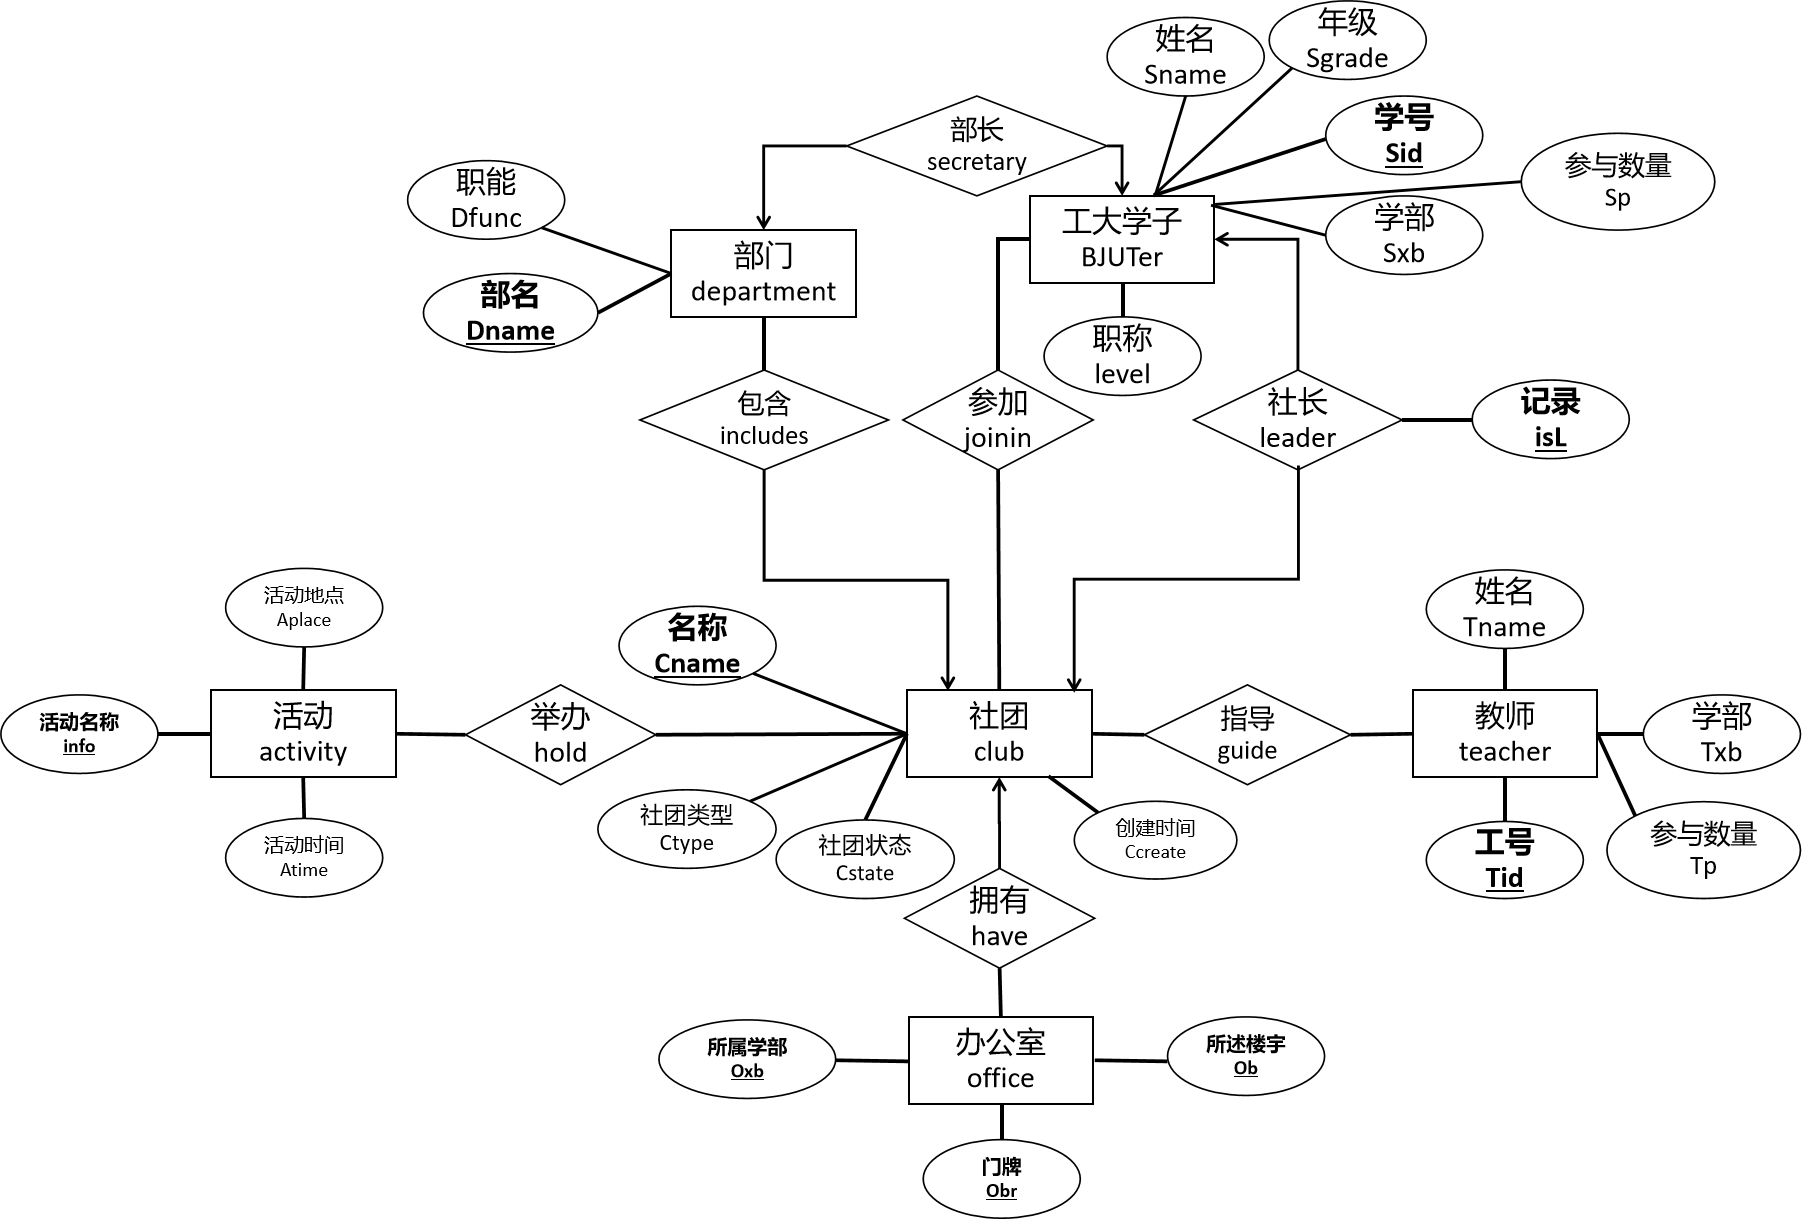 年级
Sgrade
姓名
Sname
学号
Sid
部长
secretary
参与数量
Sp
职能
Dfunc
工大学子
BJUTer
学部
Sxb
部门
department
部名
Dname
职称
level
包含
includes
参加
joinin
社长
leader
记录
isL
活动地点
Aplace
姓名
Tname
名称
Cname
活动名称
info
活动
activity
举办
hold
社团
club
指导
guide
教师
teacher
学部
Txb
社团类型
Ctype
社团状态
Cstate
创建时间
Ccreate
活动时间
Atime
工号
Tid
参与数量
Tp
拥有
have
所属学部
Oxb
办公室
office
所述楼宇
Ob
门牌
Obr